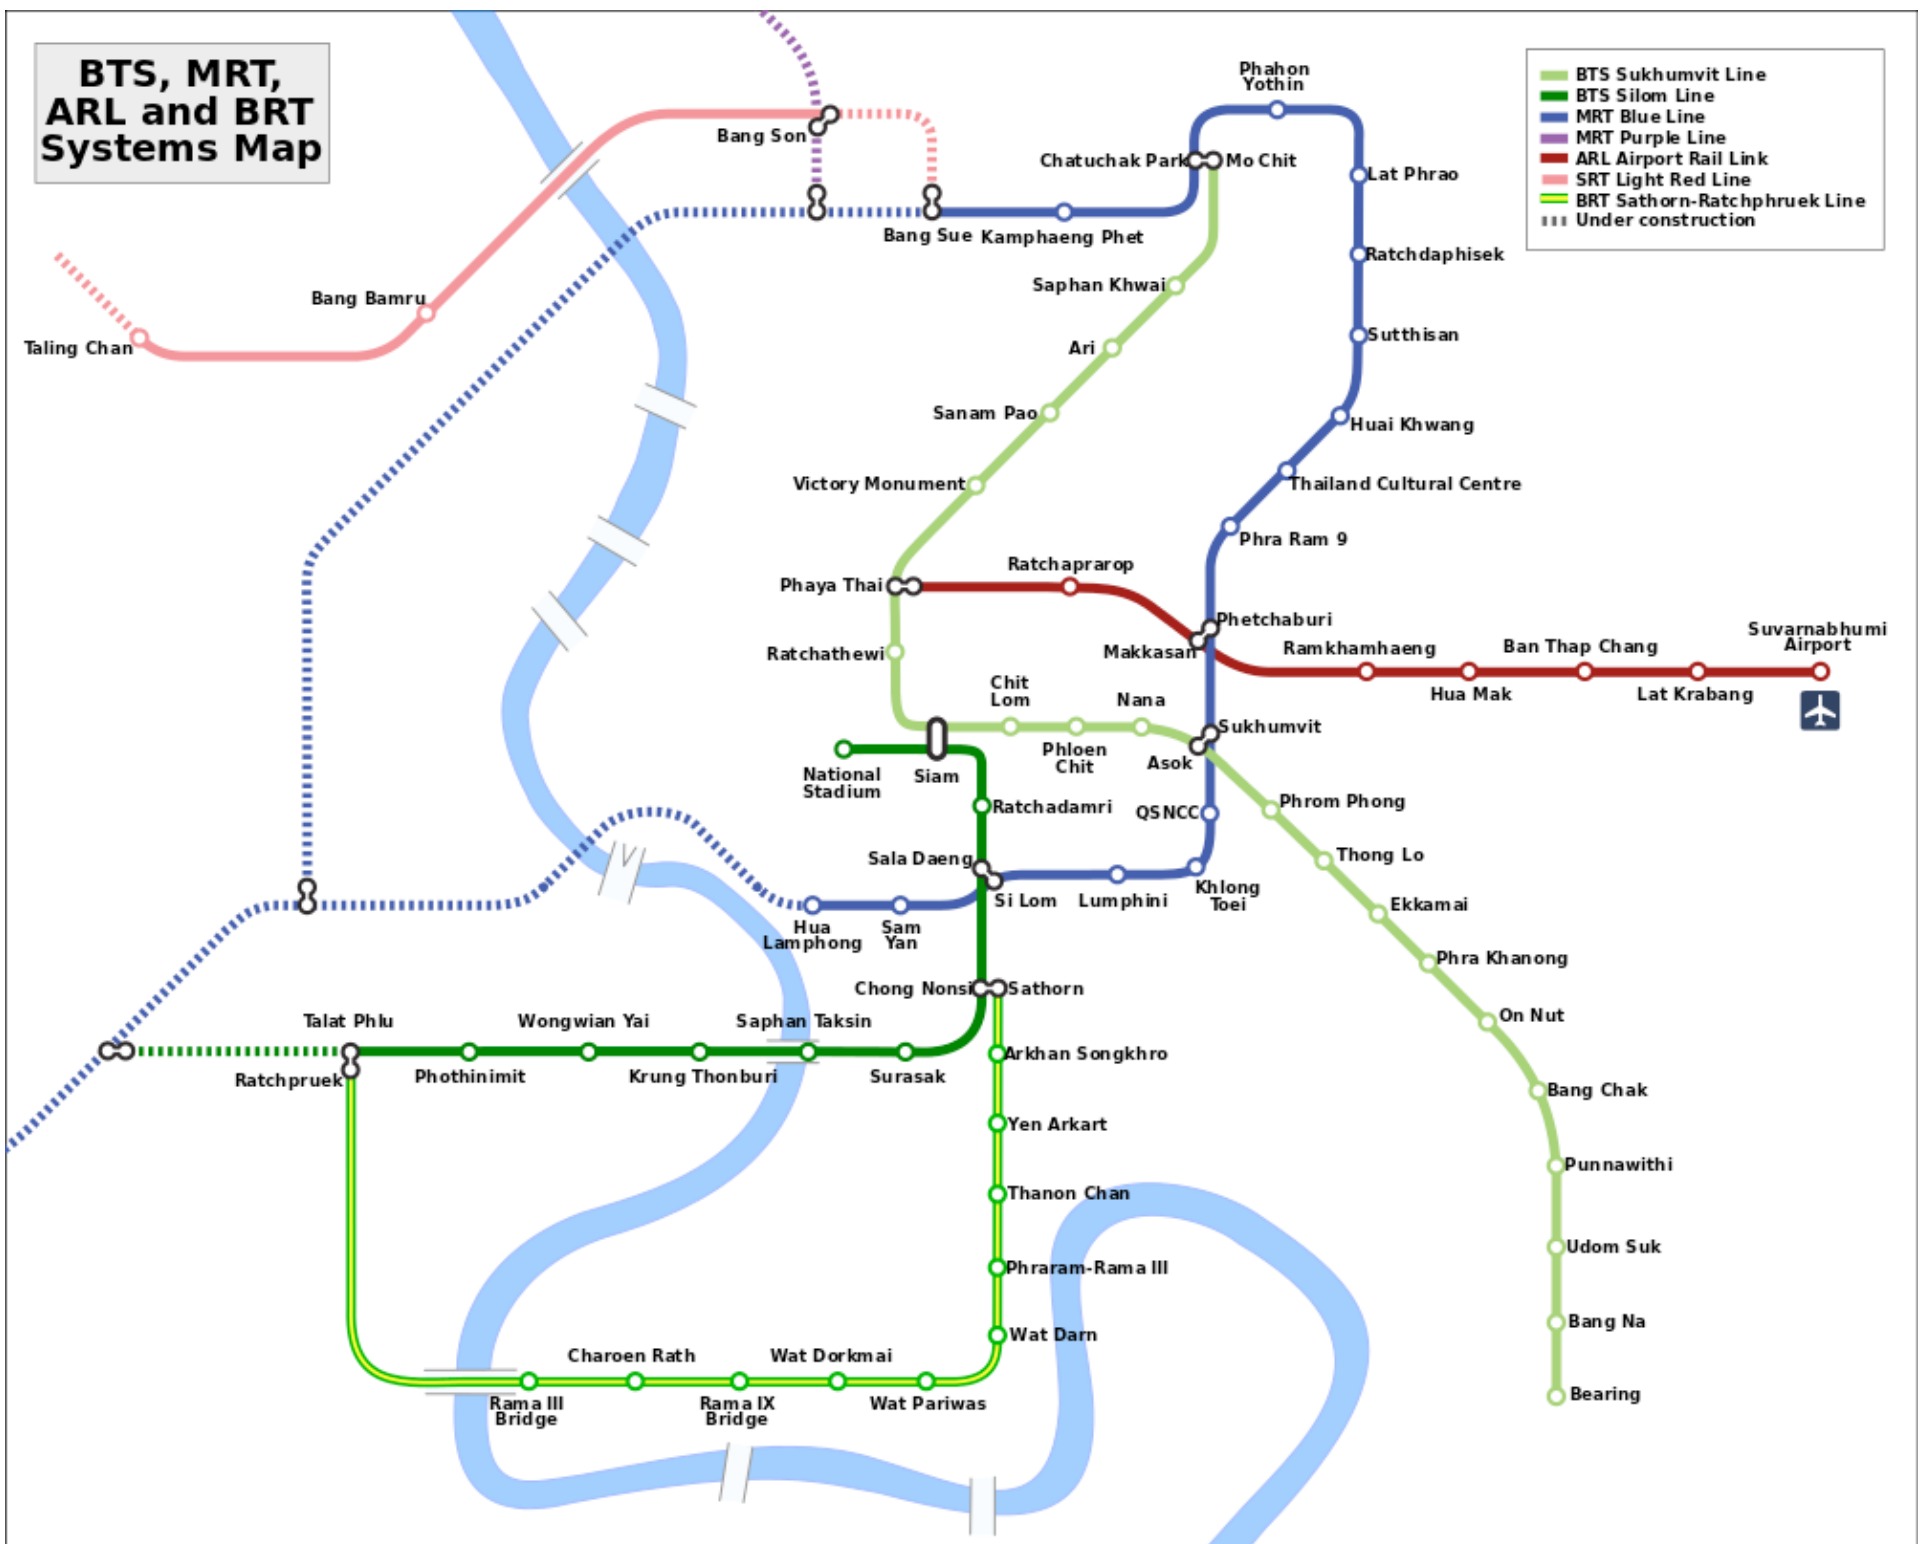 BTS, MRT,
ARL and BRT
Systems Map
BTS Sukhumvit Line
BTS Silom Line
MRT Blue Line
MRT Purple Line
ARL Airport Rail Link
SRT Light Red Line
BRT Sathorn-Ratchphruek Line
Under construction
Phahon
Yothin
Bang Son
Chatuchak Park
Mo Chit
Lat Phrao
Bang Sue
Kamphaeng Phet
Ratchdaphisek
Saphan Khwai
Bang Bamru
Taling Chan
Sutthisan
Ari
Sanam Pao
Huai Khwang
Victory Monument
Thailand Cultural Centre
Phra Ram 9
Ratchaprarop
Phaya Thai
Phetchaburi
Makkasan
Ratchathewi
Ramkhamhaeng
Hua Mak
Ban Thap Chang
Lat Krabang
Suvarnabhumi
Airport
Chit
Lom
Nana
Phloen
Chit
Asok
Sukhumvit
National
Stadium
Siam
Ratchadamri
QSNCC
Phrom Phong
Thong Lo
Sala Daeng
Si Lom
Lumphini
Khlong
Toei
Ekkamai
Hua
Lamphong
Sam
Yan
Phra Khanong
Chong Nonsi
Sathorn
On Nut
Talat Phlu
Wongwian Yai
Saphan Taksin
Ratchpruek
Phothinimit
Krung Thonburi
Surasak
Arkhan Songkhro
Bang Chak
Yen Arkart
Punnawithi
Thanon Chan
Udom Suk
Phraram-Rama III
Bang Na
Wat Darn
Charoen Rath
Wat Dorkmai
Bearing
Rama III
Bridge
Rama IX
Bridge
Wat Pariwas